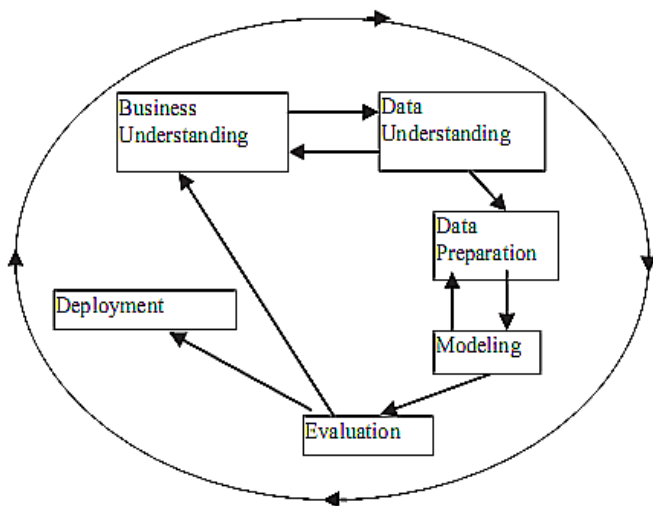 Business
Understanding
Data
Understanding
Data
Preparation
Deployment
Modeling
Evaluation